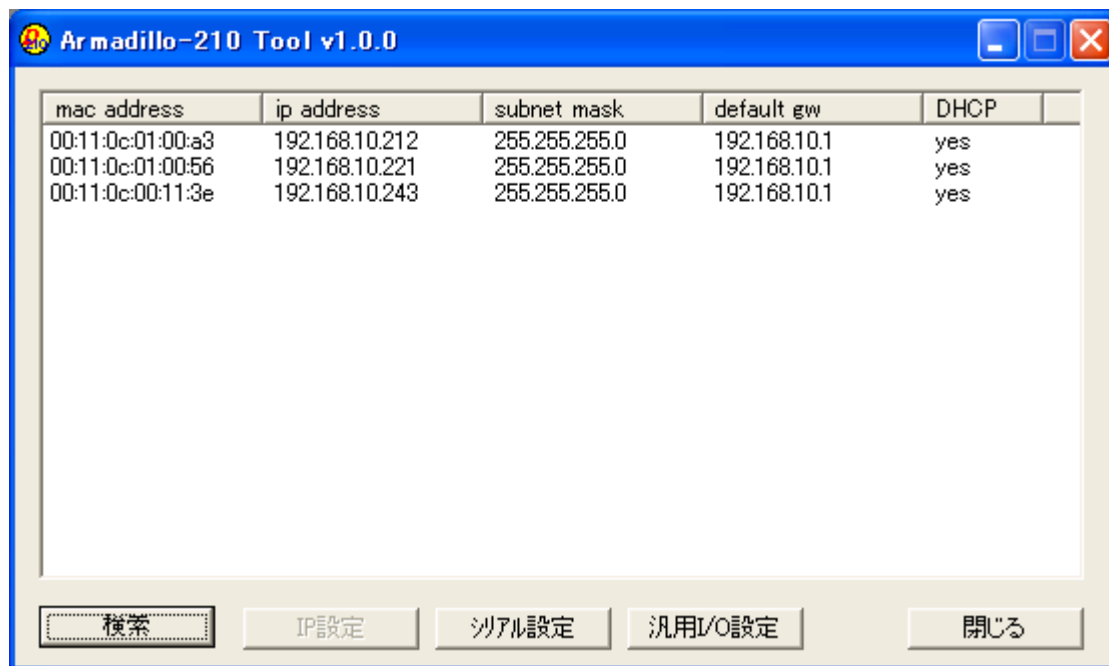 Armadillo-210 Tool v1.0.0
mac address ip address subnet mask default gw DHCP
00:11:0c:01:00:a3 192.168.10.212 255.255.255.0 192.168.10.1 yes
00:11:0c:01:00:56 192.168.10.221 255.255.255.0 192.168.10.1 yes
00:11:0c:00:11:3e 192.168.10.243 255.255.255.0 192.168.10.1 yes
検索 IP設定 シリアル設定 汎用I/O設定 閉じる